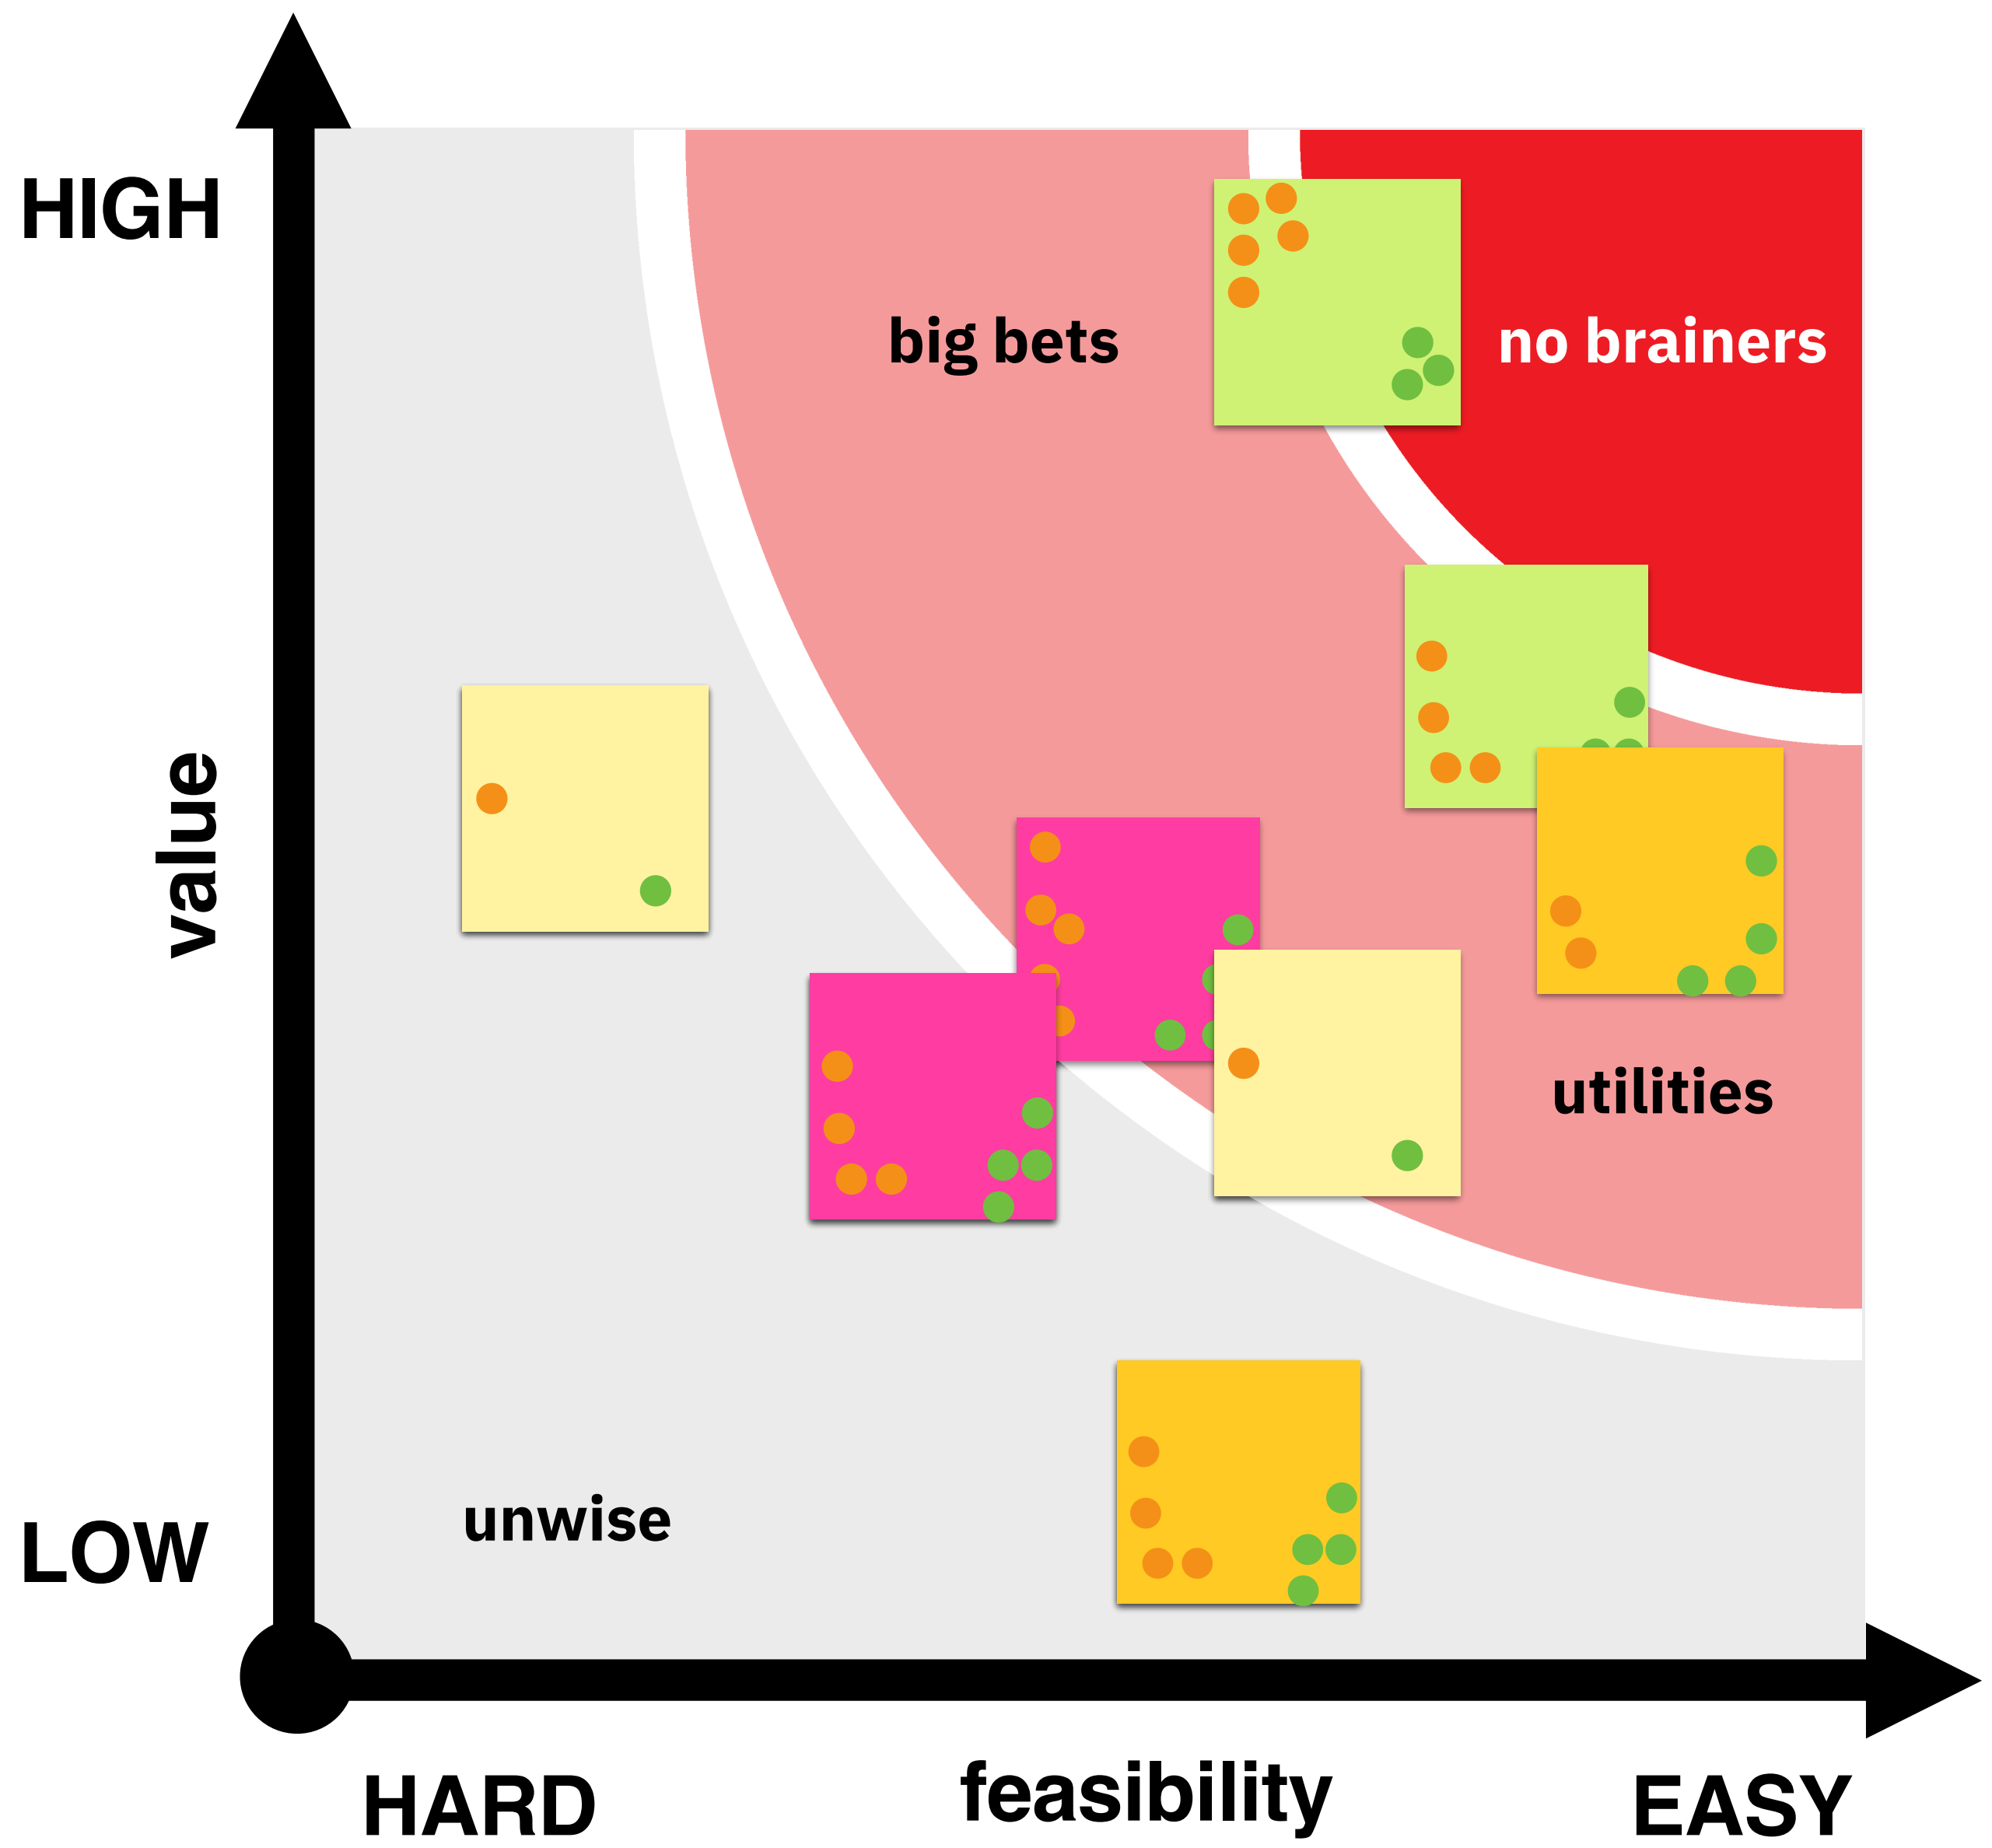 HIGH
big bets
no brainers
value
utilities
unwise
LOW
HARD
feasibility
EASY